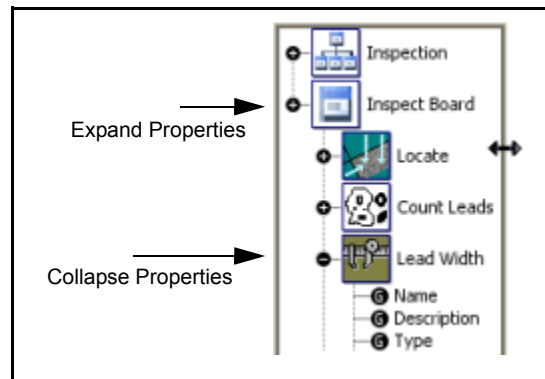 Inspection
Inspect Board
Expand Properties
Locate
Count Leads
Lead Width
Collapse Properties
G Name
G Description
G Type